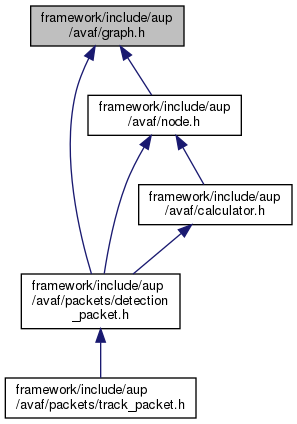 framework/include/aup
/avaf/graph.h
framework/include/aup
/avaf/node.h
framework/include/aup
/avaf/calculator.h
framework/include/aup
/avaf/packets/detection
_packet.h
framework/include/aup
/avaf/packets/track_packet.h